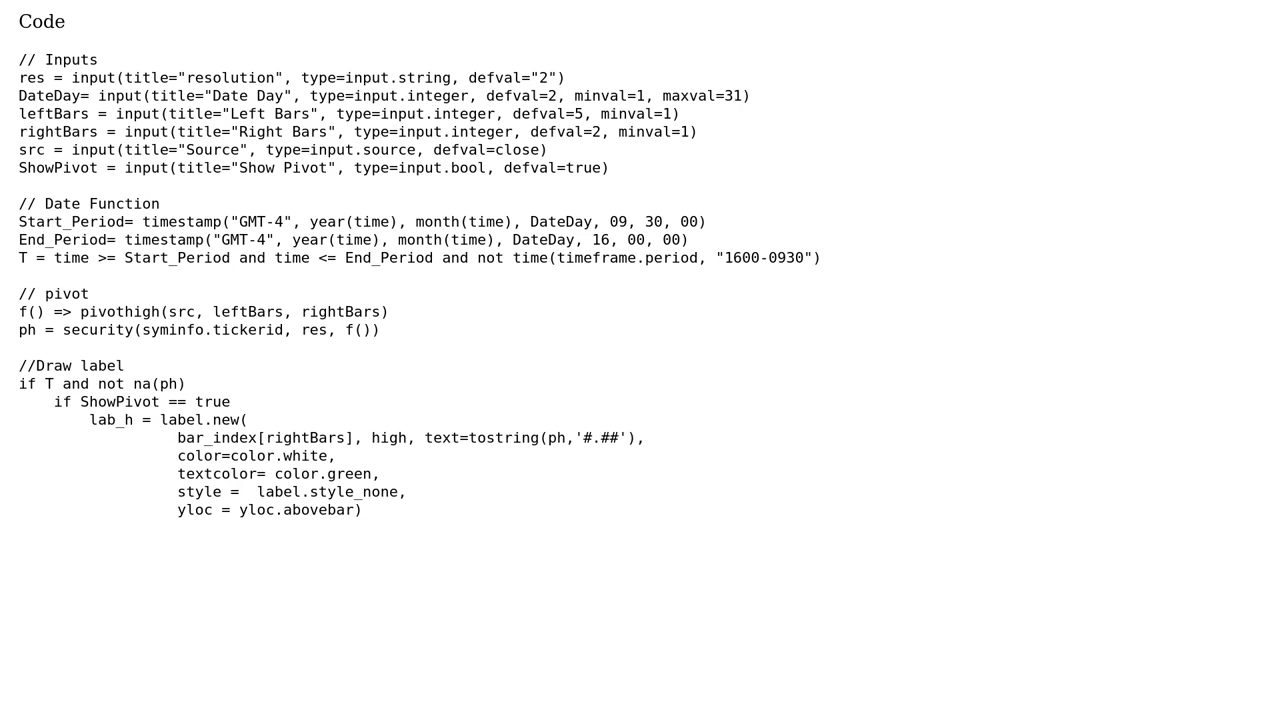 Code
// Inputs
res = input(title="resolution", type=input.string, defval="2")
DateDay= input(title="Date Day", type=input.integer, defval=2, minval=1, maxval=31)
leftBars = input(title="Left Bars", type=input.integer, defval=5, minval=1)
rightBars = input(title="Right Bars", type=input.integer, defval=2, minval=1)
src = input(title="Source", type=input.source, defval=close)
ShowPivot = input(title="Show Pivot", type=input.bool, defval=true)

// Date Function
Start_Period= timestamp("GMT-4", year(time), month(time), DateDay, 09, 30, 00)
End_Period= timestamp("GMT-4", year(time), month(time), DateDay, 16, 00, 00)
T = time >= Start_Period and time <= End_Period and not time(timeframe.period, "1600-0930")

// pivot
f() => pivothigh(src, leftBars, rightBars)
ph = security(syminfo.tickerid, res, f())

//Draw label
if T and not na(ph)
    if ShowPivot == true
        lab_h = label.new(
                  bar_index[rightBars], high, text=tostring(ph,'#.##'),
                  color=color.white,
                  textcolor= color.green,
                  style =  label.style_none,
                  yloc = yloc.abovebar)